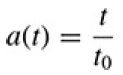 a(t) = t/t₀